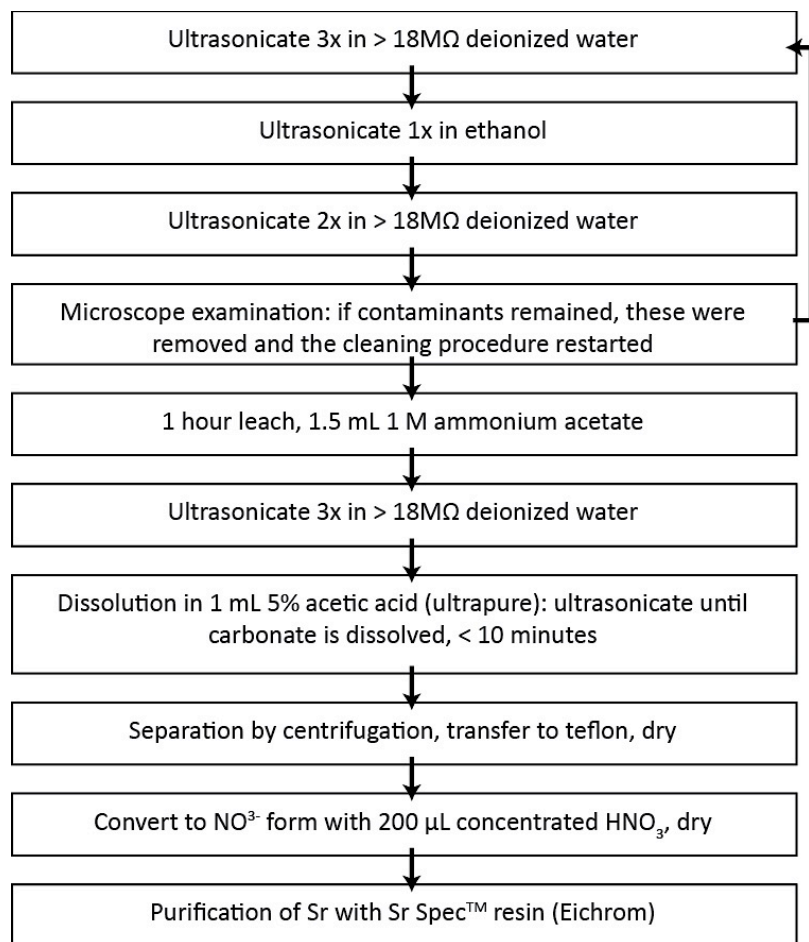 Ultrasonicate 3x in > 18MΩ deionized water
Ultrasonicate 1x in ethanol
Ultrasonicate 2x in > 18MΩ deionized water
Microscope examination: if contaminants remained, these were
removed and the cleaning procedure restarted
1 hour leach, 1.5 mL 1 M ammonium acetate
Ultrasonicate 3x in > 18MΩ deionized water
Dissolution in 1 mL 5% acetic acid (ultrapure): ultrasonicate until
carbonate is dissolved, < 10 minutes
Separation by centrifugation, transfer to teflon, dry
Convert to NO³⁻ form with 200 µL concentrated HNO₃, dry
Purification of Sr with Sr Spec™ resin (Eichrom)